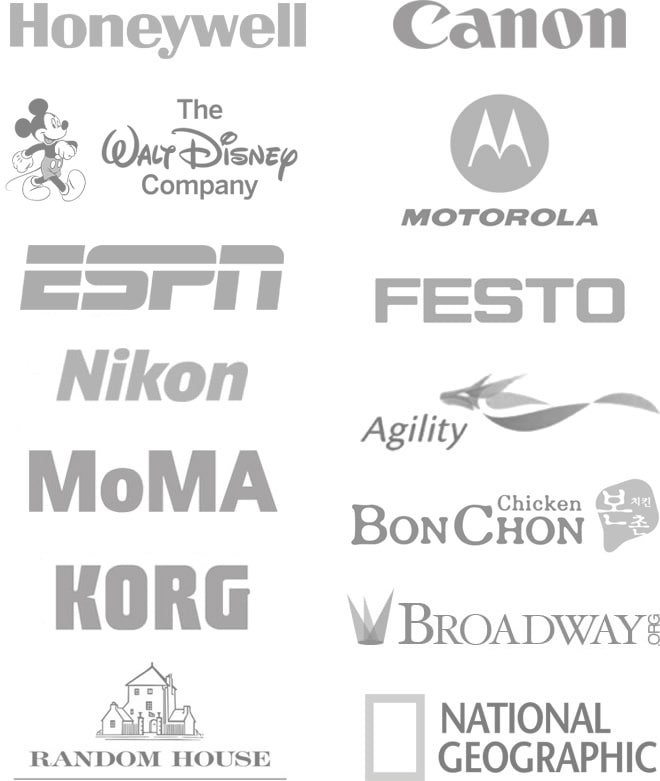 Honeywell
Canon
The
WALT DISNEY
Company
MOTOROLA
ESPN
FESTO
Nikon
Agility
MoMA
Chicken
BONCHON
본
치킨
촌
KORG
BROADWAY.ORG
RANDOM HOUSE
NATIONAL
GEOGRAPHIC